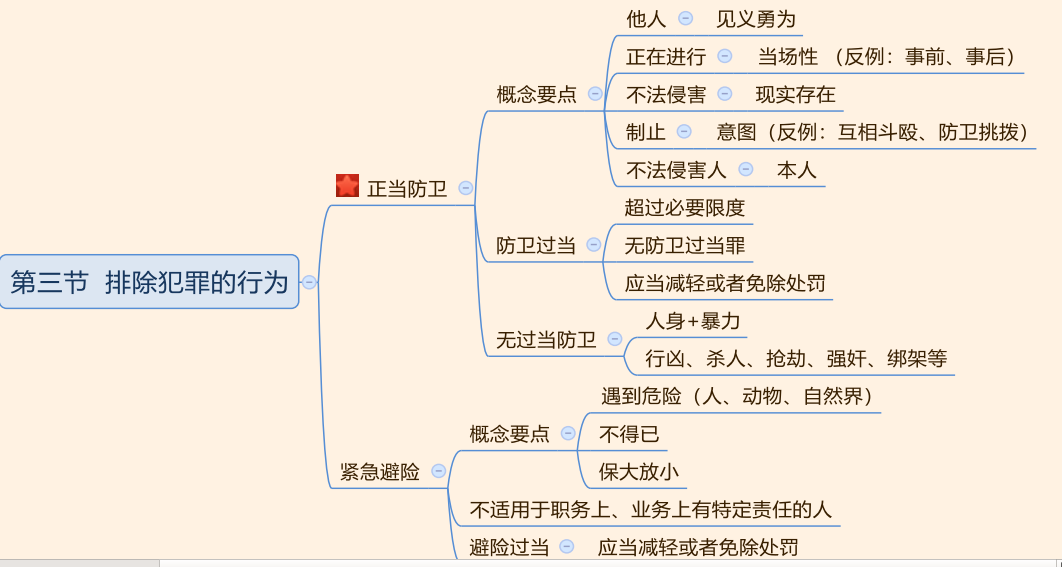 第三节 排除犯罪的行为
正当防卫
概念要点
他人 见义勇为
正在进行 当场性 （反例：事前、事后）
不法侵害 现实存在
制止 意图（反例：互相斗殴、防卫挑拨）
不法侵害人 本人
防卫过当
超过必要限度
无防卫过当罪
应当减轻或者免除处罚
无过当防卫
人身+暴力
行凶、杀人、抢劫、强奸、绑架等
紧急避险
概念要点
遇到危险（人、动物、自然界）
不得已
保大放小
不适用于职务上、业务上有特定责任的人
避险过当 应当减轻或者免除处罚